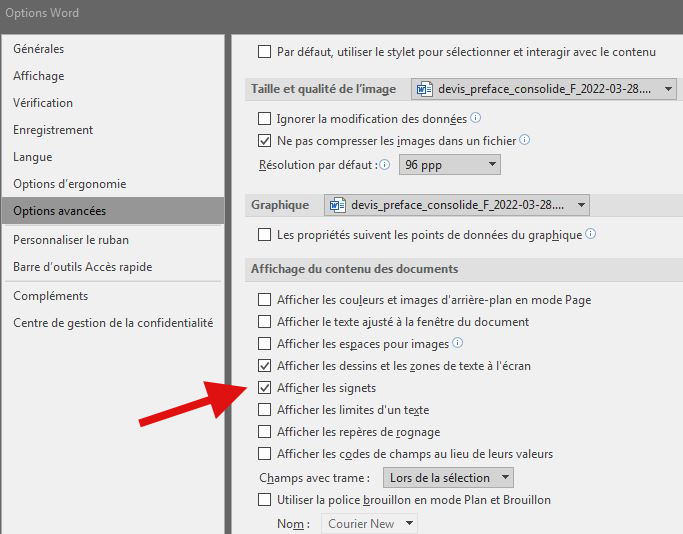 Options Word
Générales
Affichage
Vérification
Enregistrement
Langue
Options d'ergonomie
Options avancées
Personnaliser le ruban
Barre d'outils Accès rapide
Compléments
Centre de gestion de la confidentialité
Par défaut, utiliser le stylet pour sélectionner et interagir avec le contenu
Taille et qualité de l'image devis_preface_consolide_F_2022-03-28....
Ignorer la modification des données
Ne pas compresser les images dans un fichier
Résolution par défaut : 96 ppp
Graphique devis_preface_consolide_F_2022-03-28....
Les propriétés suivent les points de données du graphique
Affichage du contenu des documents
Afficher les couleurs et images d'arrière-plan en mode Page
Afficher le texte ajusté à la fenêtre du document
Afficher les espaces pour images
Afficher les dessins et les zones de texte à l'écran
Afficher les signets
Afficher les limites d'un texte
Afficher les repères de rognage
Afficher les codes de champs au lieu de leurs valeurs
Champs avec trame : Lors de la sélection
Utiliser la police brouillon en mode Plan et Brouillon
Nom : Courier New